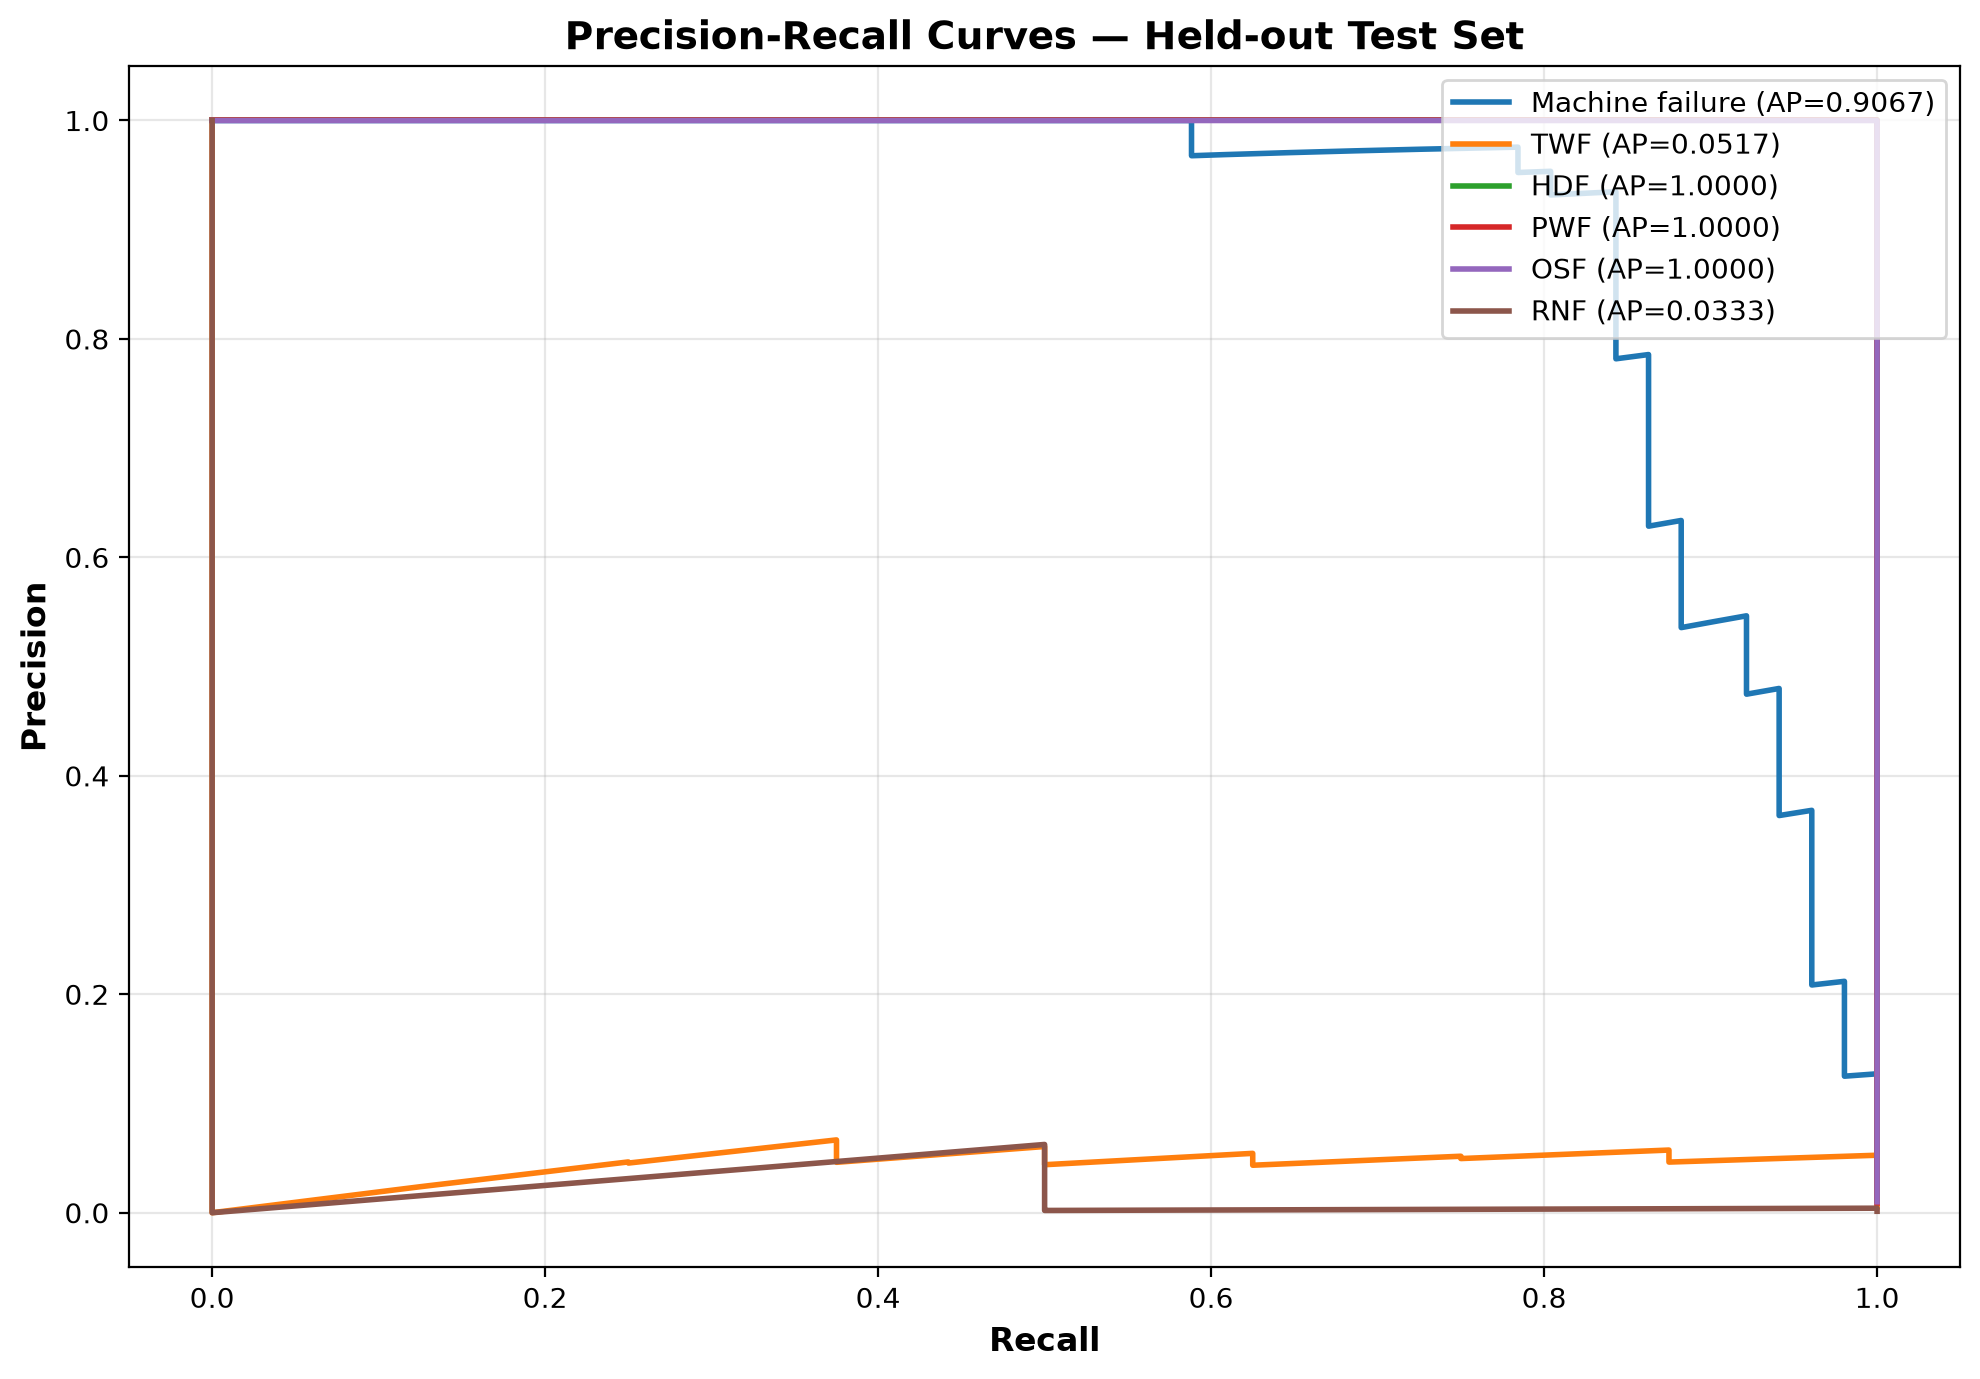 Precision-Recall Curves — Held-out Test Set
Machine failure (AP=0.9067)
TWF (AP=0.0517)
HDF (AP=1.0000)
PWF (AP=1.0000)
OSF (AP=1.0000)
RNF (AP=0.0333)
Precision
1.0
0.8
0.6
0.4
0.2
0.0
0.0 0.2 0.4 0.6 0.8 1.0
Recall